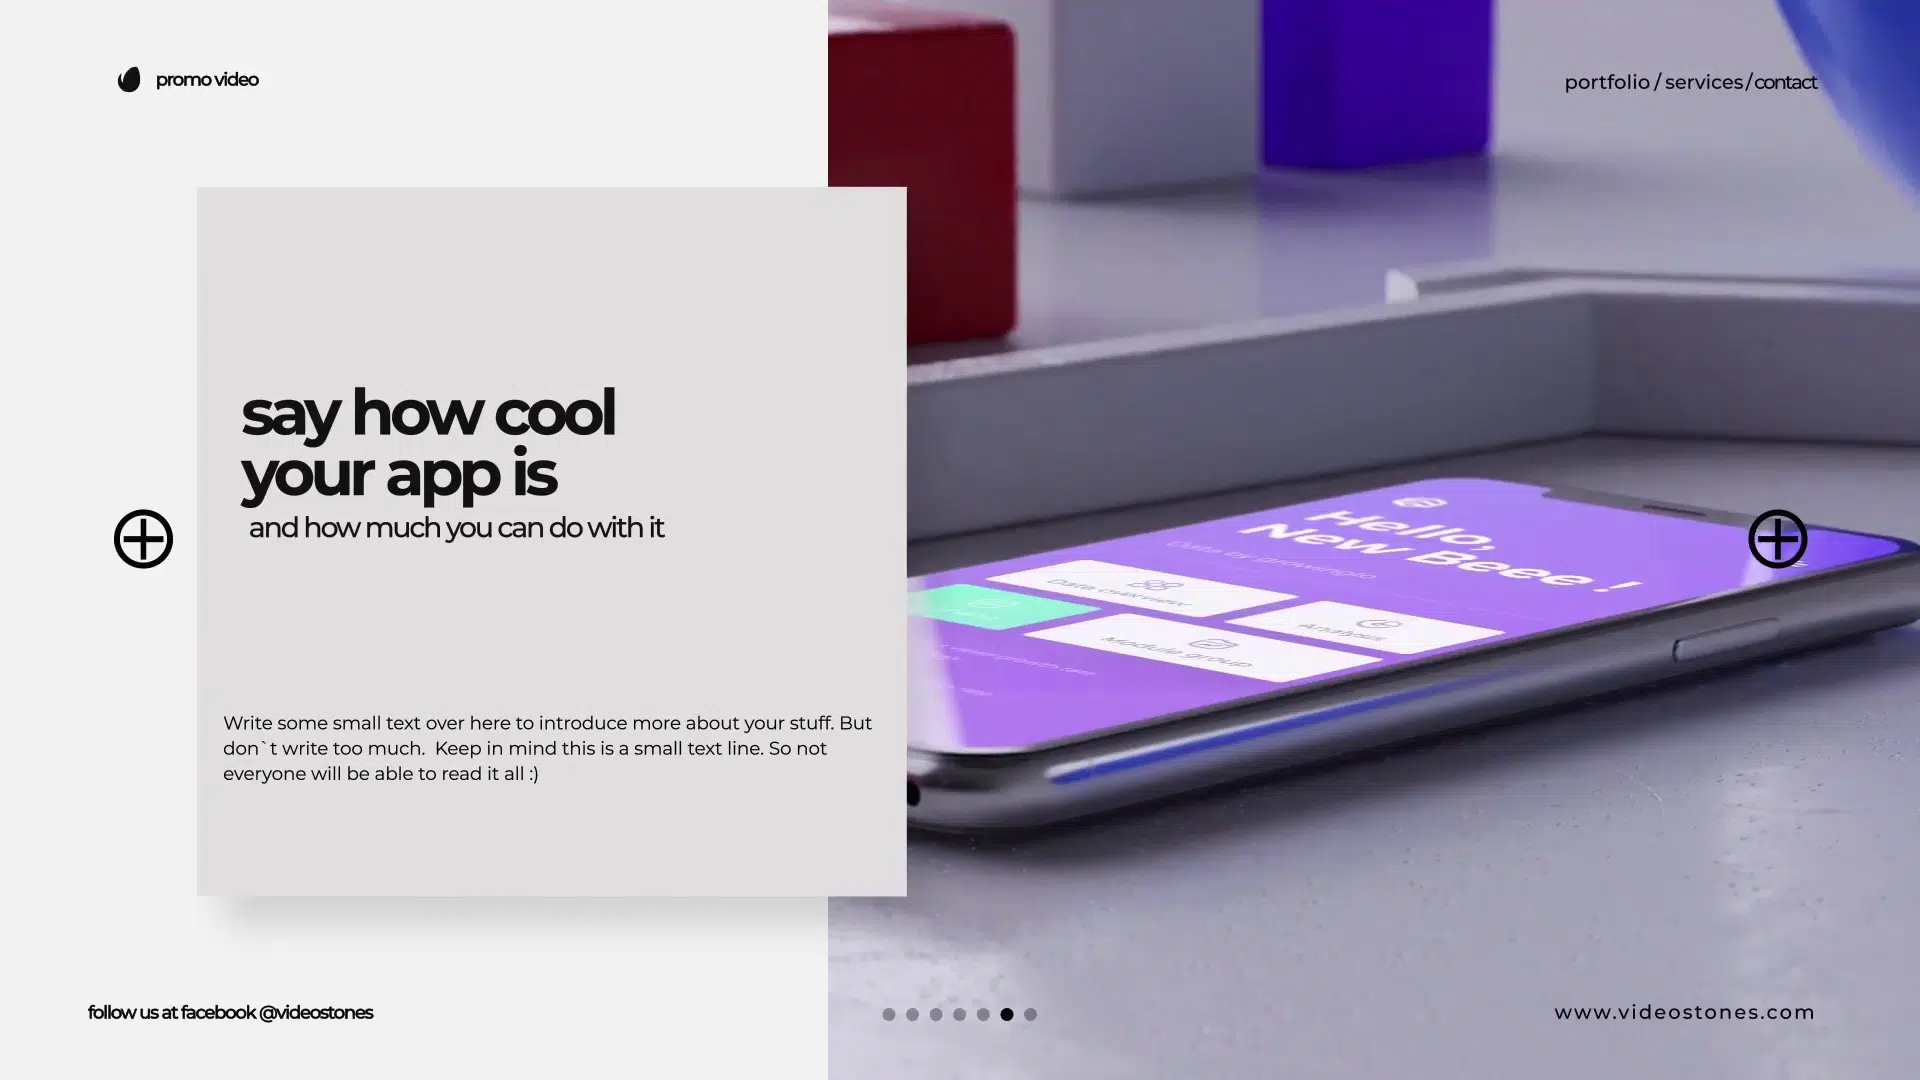 promo video
portfolio / services / contact
say how cool
your app is
and how much you can do with it
Hello,
New Beee !
Data by growingio
Data overview
Analysis
Module group
Write some small text over here to introduce more about your stuff. But
don`t write too much.  Keep in mind this is a small text line. So not
everyone will be able to read it all :)
follow us at facebook @videostones
www.videostones.com